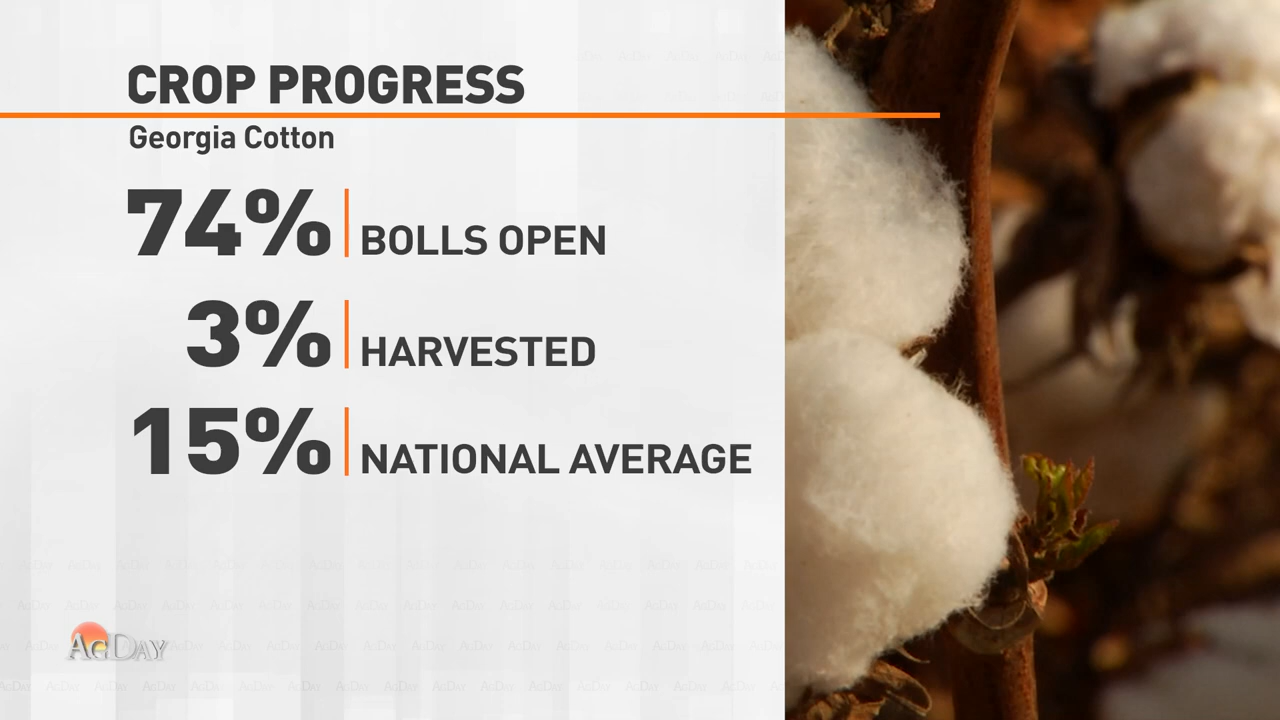 CROP PROGRESS
Georgia Cotton
74% BOLLS OPEN
3% HARVESTED
15% NATIONAL AVERAGE
AGDAY